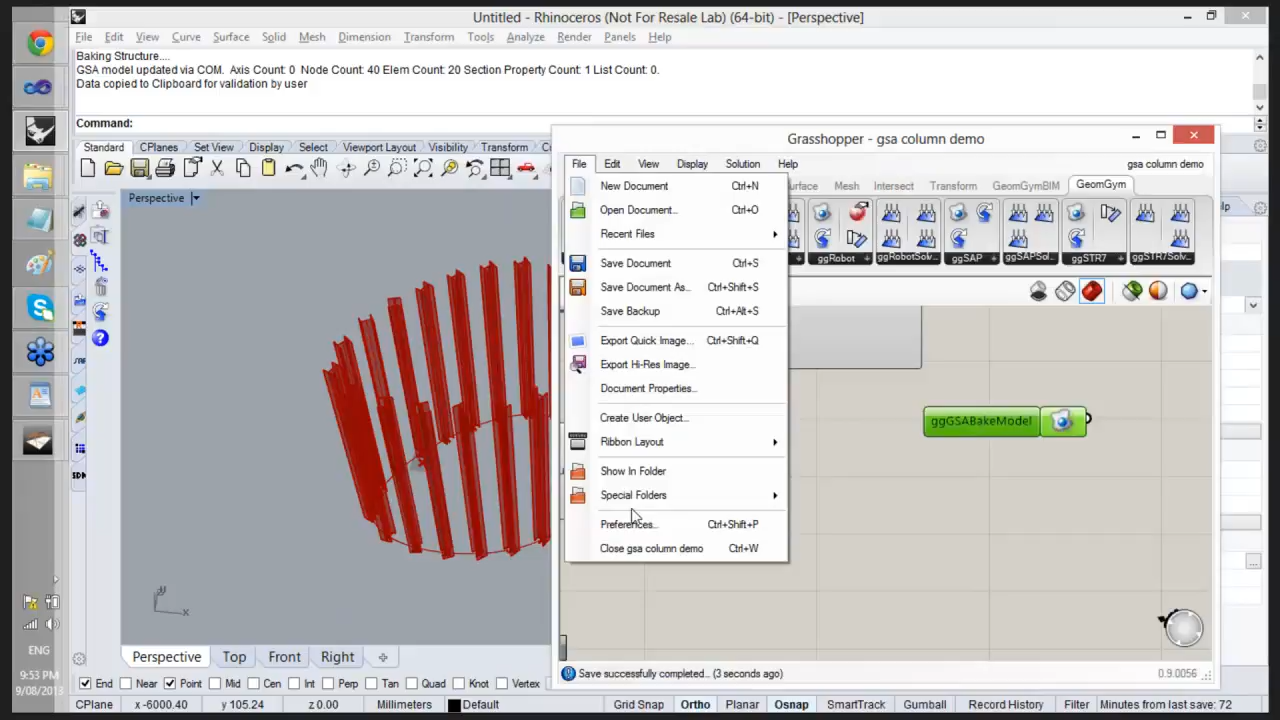 Untitled - Rhinoceros (Not For Resale Lab) (64-bit) - [Perspective]
File Edit View Curve Surface Solid Mesh Dimension Transform Tools Analyze Render Panels Help
Baking Structure....
GSA model updated via COM. Axis Count: 0 Node Count: 40 Elem Count: 20 Section Property Count: 1 List Count: 0.
Data copied to Clipboard for validation by user
Command:
Standard CPlanes Set View Display Select Viewport Layout Visibility Transform
Perspective
Grasshopper - gsa column demo
File Edit View Display Solution Help gsa column demo
Mesh Intersect Transform GeomGymBIM GeomGym
ggRobot ggRobotSolv.. ggSAP ggSAPSol.. ggSTR7 ggSTR7Solv..
New Document Ctrl+N
Open Document... Ctrl+O
Recent Files
Save Document Ctrl+S
Save Document As... Ctrl+Shift+S
Save Backup Ctrl+Alt+S
Export Quick Image... Ctrl+Shift+Q
Export Hi-Res Image...
Document Properties...
Create User Object...
Ribbon Layout
Show In Folder
Special Folders
Preferences... Ctrl+Shift+P
Close gsa column demo Ctrl+W
ggGSABakeModel
Save successfully completed... (3 seconds ago) 0.9.0056
y
x
Perspective Top Front Right
End Near Point Mid Cen Int Perp Tan Quad Knot Vertex
CPlane x -6000.40 y 105.24 z 0.00 Millimeters Default Grid Snap Ortho Planar Osnap SmartTrack Gumball Record History Filter Minutes from last save: 72
ENG
9:53 PM
9/08/2013